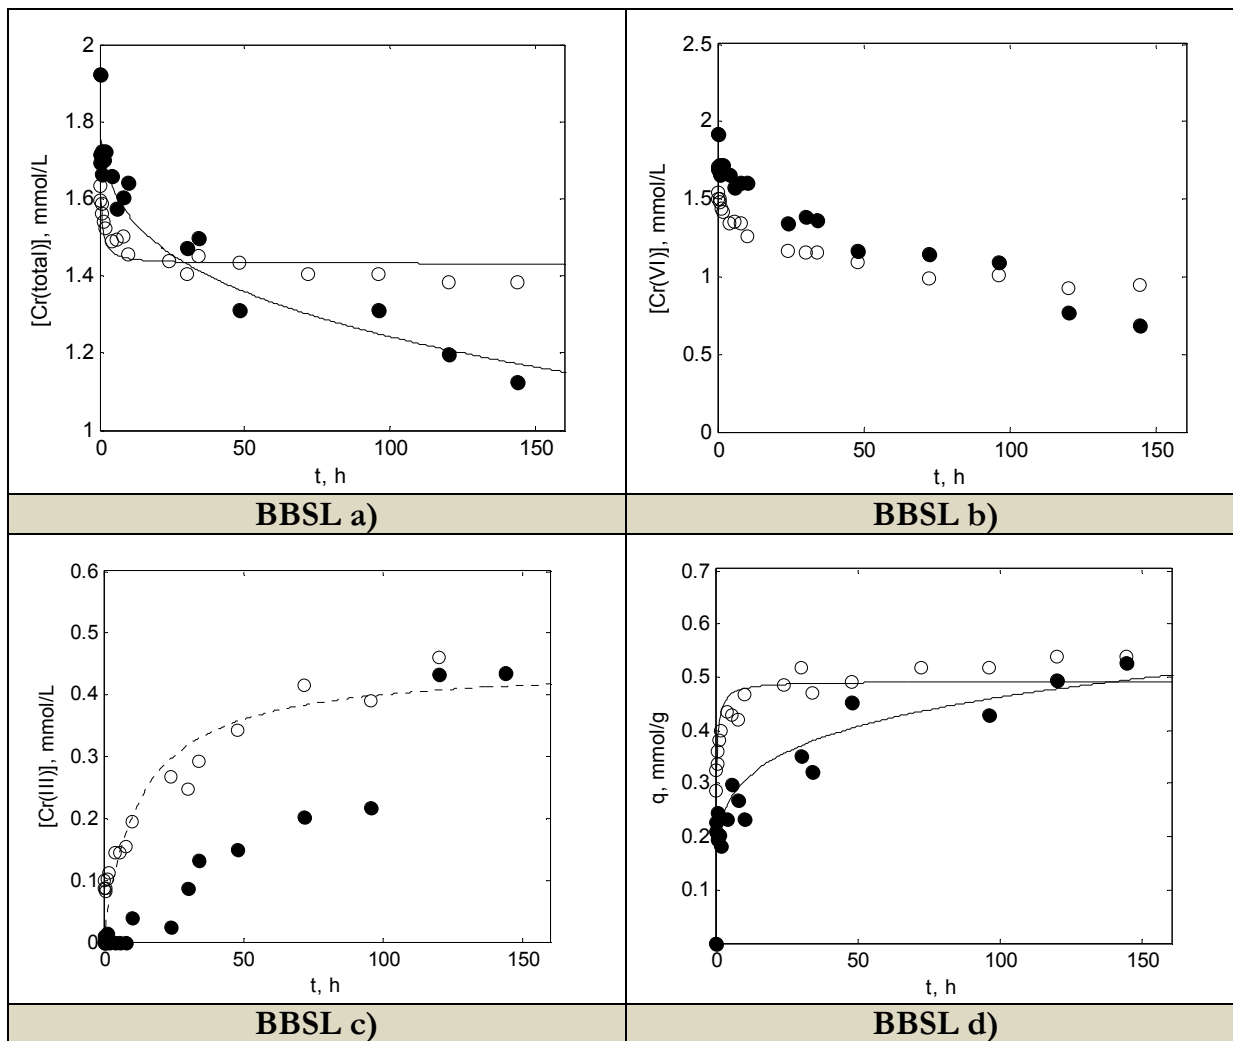 2
1.8
1.6
1.4
1.2
1
[Cr(total)], mmol/L
0 50 100 150
t, h
BBSL a)
2.5
2
1.5
1
0.5
0
[Cr(VI)], mmol/L
0 50 100 150
t, h
BBSL b)
0.6
0.5
0.4
0.3
0.2
0.1
0
[Cr(III)], mmol/L
0 50 100 150
t, h
BBSL c)
0.7
0.6
0.5
0.4
0.3
0.2
0.1
q, mmol/g
0 50 100 150
t, h
BBSL d)